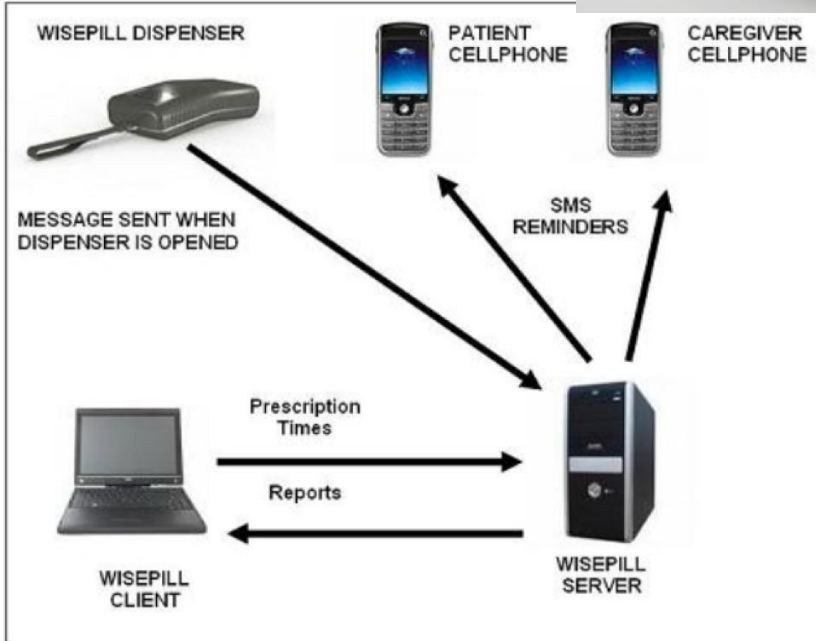 WISEPILL DISPENSER
PATIENT
CELLPHONE
CAREGIVER
CELLPHONE
MESSAGE SENT WHEN
DISPENSER IS OPENED
SMS
REMINDERS
Prescription
Times
Reports
WISEPILL
CLIENT
WISEPILL
SERVER